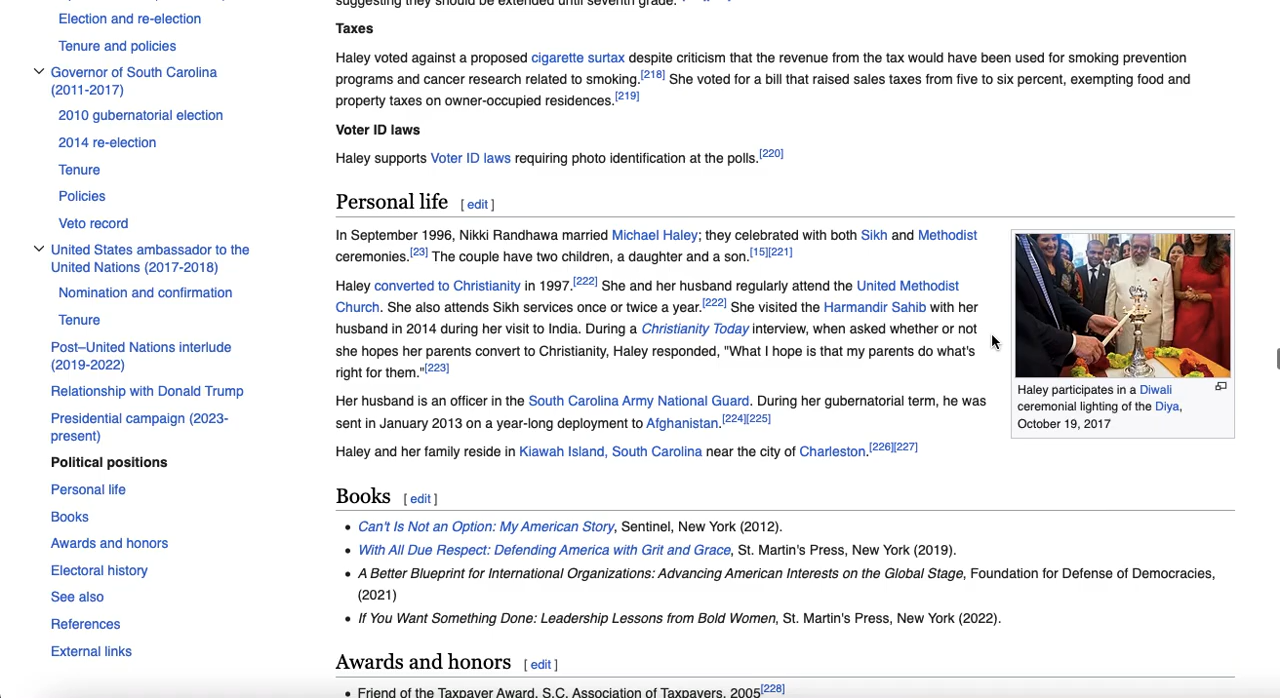 Election and re-election
Tenure and policies
Governor of South Carolina
(2011-2017)
2010 gubernatorial election
2014 re-election
Tenure
Policies
Veto record
United States ambassador to the
United Nations (2017-2018)
Nomination and confirmation
Tenure
Post–United Nations interlude
(2019-2022)
Relationship with Donald Trump
Presidential campaign (2023-
present)
Political positions
Personal life
Books
Awards and honors
Electoral history
See also
References
External links
suggesting they should be extended until seventh grade.
Taxes
Haley voted against a proposed cigarette surtax despite criticism that the revenue from the tax would have been used for smoking prevention
programs and cancer research related to smoking.[218] She voted for a bill that raised sales taxes from five to six percent, exempting food and
property taxes on owner-occupied residences.[219]
Voter ID laws
Haley supports Voter ID laws requiring photo identification at the polls.[220]
Personal life [ edit ]
In September 1996, Nikki Randhawa married Michael Haley; they celebrated with both Sikh and Methodist
ceremonies.[23] The couple have two children, a daughter and a son.[15][221]
Haley converted to Christianity in 1997.[222] She and her husband regularly attend the United Methodist
Church. She also attends Sikh services once or twice a year.[222] She visited the Harmandir Sahib with her
husband in 2014 during her visit to India. During a Christianity Today interview, when asked whether or not
she hopes her parents convert to Christianity, Haley responded, "What I hope is that my parents do what's
right for them."[223]
Her husband is an officer in the South Carolina Army National Guard. During her gubernatorial term, he was
sent in January 2013 on a year-long deployment to Afghanistan.[224][225]
Haley and her family reside in Kiawah Island, South Carolina near the city of Charleston.[226][227]
Haley participates in a Diwali
ceremonial lighting of the Diya,
October 19, 2017
Books [ edit ]
• Can't Is Not an Option: My American Story, Sentinel, New York (2012).
• With All Due Respect: Defending America with Grit and Grace, St. Martin's Press, New York (2019).
• A Better Blueprint for International Organizations: Advancing American Interests on the Global Stage, Foundation for Defense of Democracies,
(2021)
• If You Want Something Done: Leadership Lessons from Bold Women, St. Martin's Press, New York (2022).
Awards and honors [ edit ]
• Friend of the Taxpayer Award, S.C. Association of Taxpayers, 2005[228]